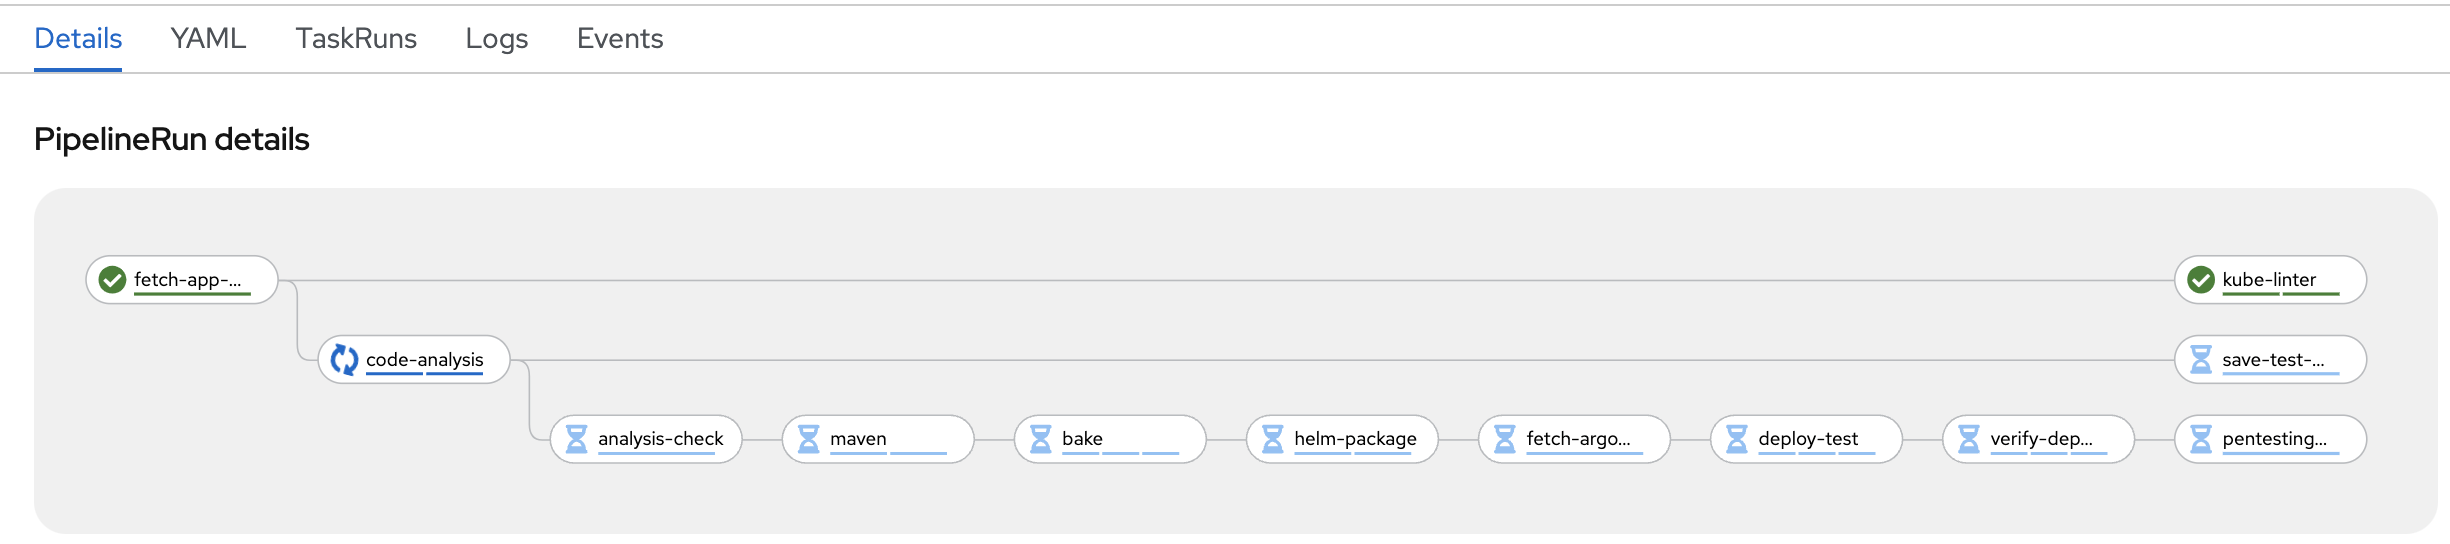 Details YAML TaskRuns Logs Events
PipelineRun details
fetch-app-... kube-linter
code-analysis save-test-...
analysis-check maven bake helm-package fetch-argo... deploy-test verify-dep... pentesting...